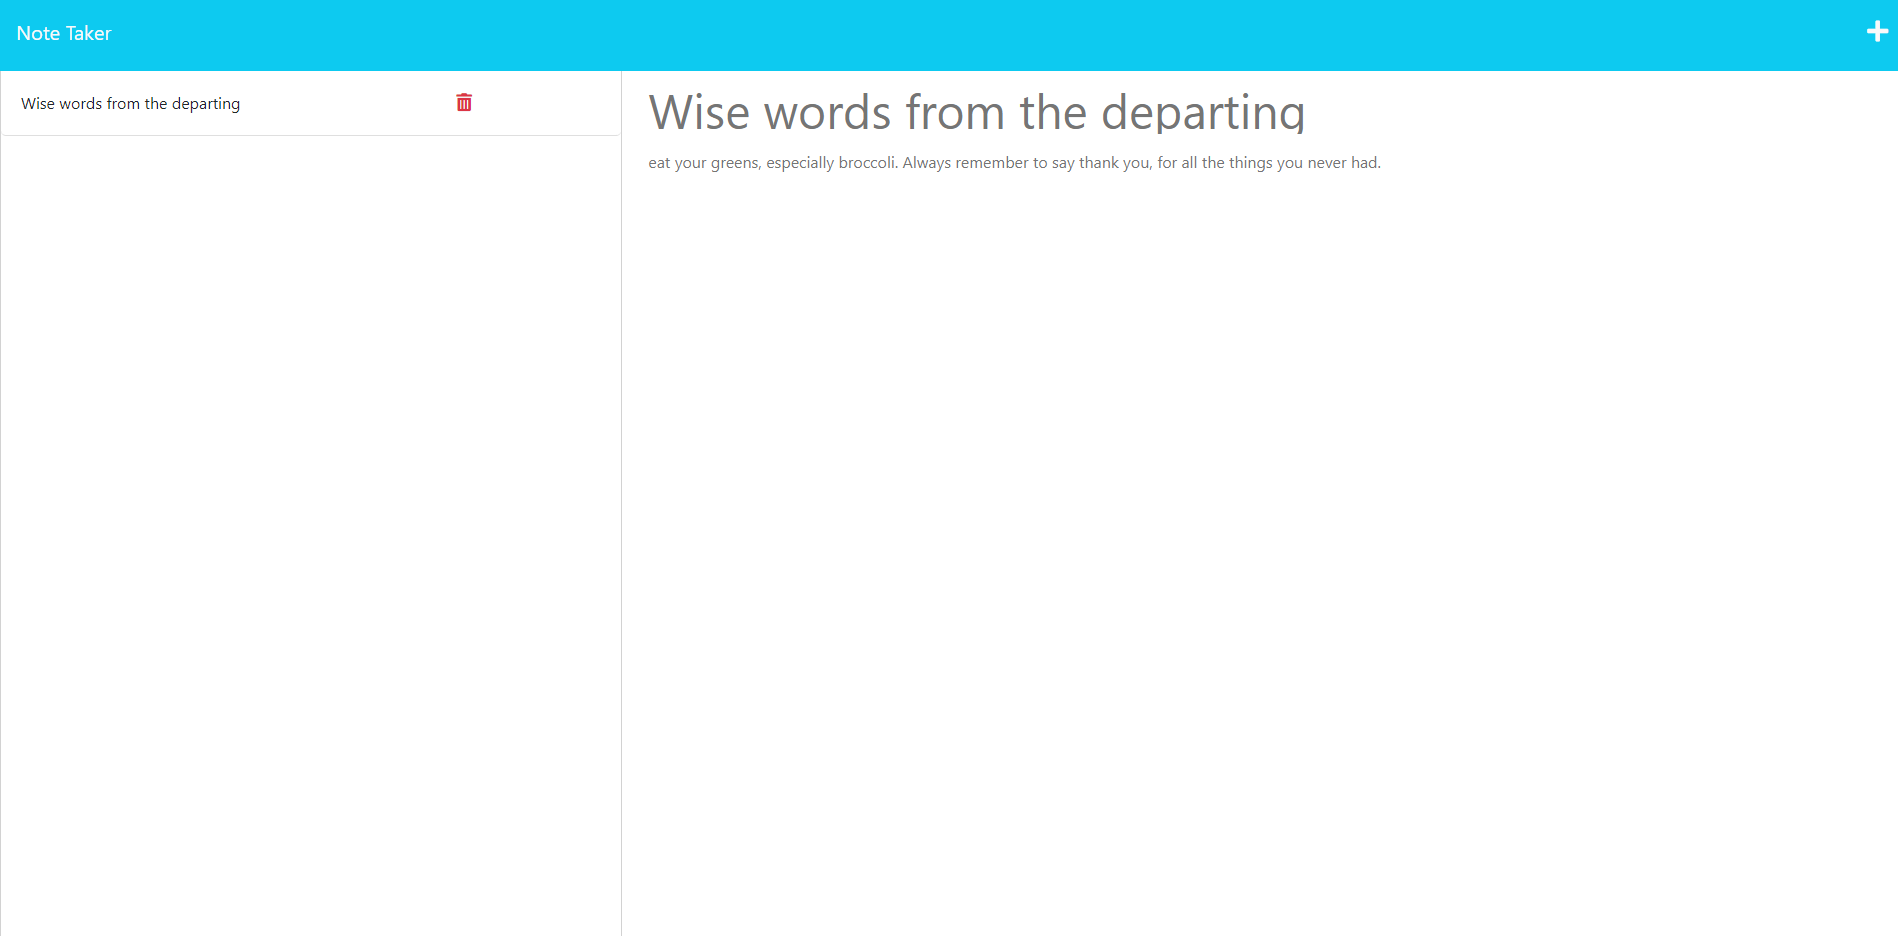 Note Taker
Wise words from the departing
Wise words from the departing
eat your greens, especially broccoli. Always remember to say thank you, for all the things you never had.